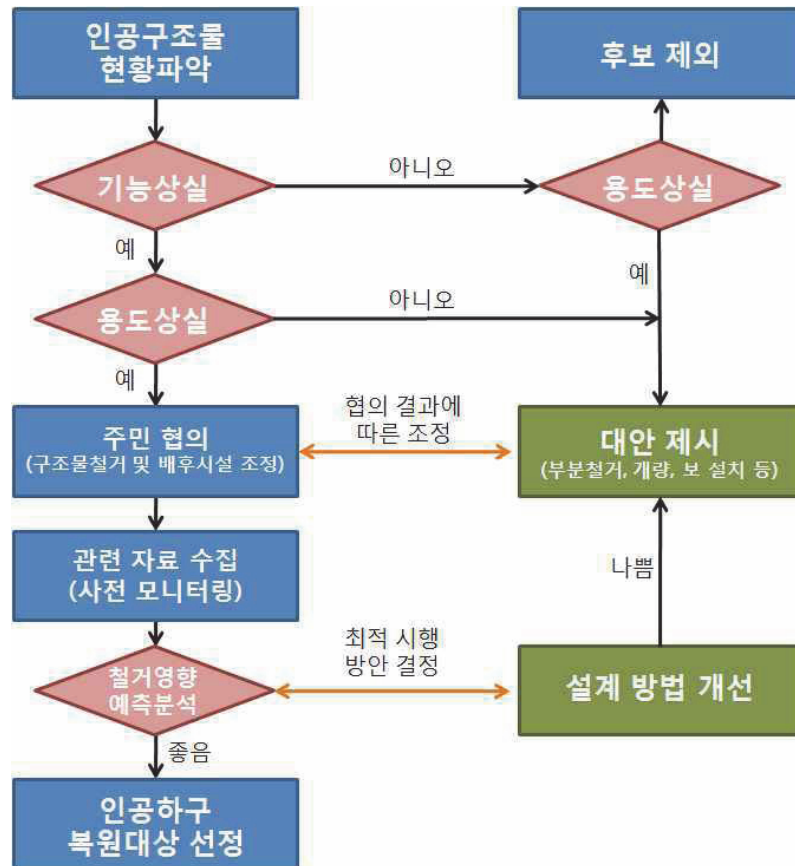 인공구조물
현황파악
후보 제외
기능상실
아니오
용도상실
예
예
용도상실
아니오
예
주민 협의
(구조물철거 및 배후시설 조정)
협의 결과에
따른 조정
대안 제시
(부분철거, 개량, 보 설치 등)
관련 자료 수집
(사전 모니터링)
나쁨
철거영향
예측분석
최적 시행
방안 결정
설계 방법 개선
좋음
인공하구
복원대상 선정